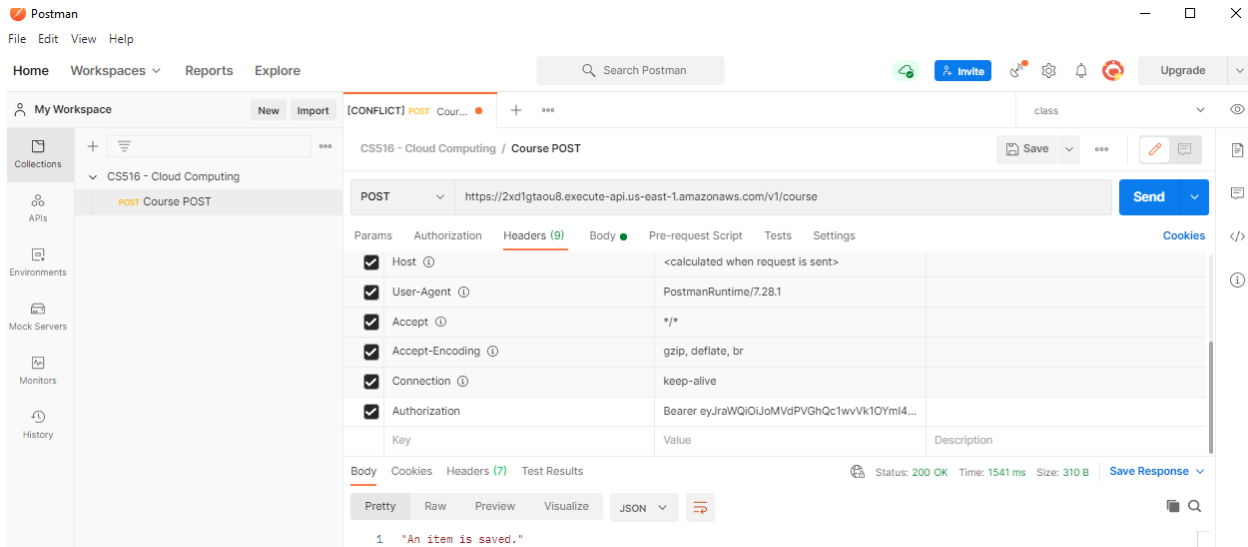 Postman
File Edit View Help
Home Workspaces Reports Explore Search Postman Invite Upgrade
My Workspace New Import [CONFLICT] POST Cour... class
Collections
CS516 - Cloud Computing / Course POST Save
CS516 - Cloud Computing
POST Course POST
POST https://2xd1gtaou8.execute-api.us-east-1.amazonaws.com/v1/course Send
APIs
Params Authorization Headers (9) Body Pre-request Script Tests Settings Cookies
Environments
Host <calculated when request is sent>
User-Agent PostmanRuntime/7.28.1
Mock Servers
Accept */*
Accept-Encoding gzip, deflate, br
Monitors
Connection keep-alive
Authorization Bearer eyJraWQiOiJoMVdPVGhQc1wvVk1OYmI4...
History
Key Value Description
Body Cookies Headers (7) Test Results Status: 200 OK Time: 1541 ms Size: 310 B Save Response
Pretty Raw Preview Visualize JSON
1 "An item is saved."